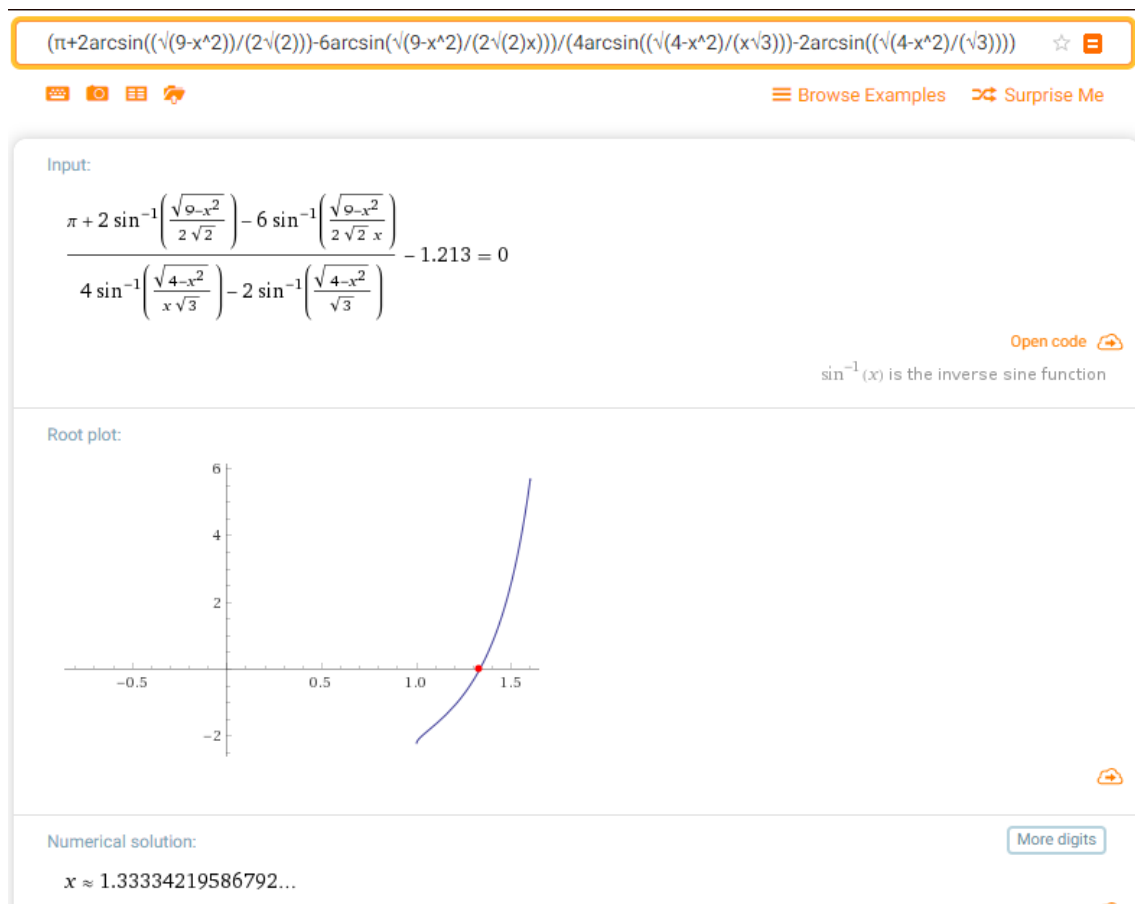 (π+2arcsin((√(9-x^2))/(2√(2)))-6arcsin(√(9-x^2)/(2√(2)x)))/(4arcsin((√(4-x^2)/(x√3)))-2arcsin((√(4-x^2)/(√3))))
Browse Examples Surprise Me
Input:
π + 2 sin⁻¹(√(9-x²) / (2 √2)) - 6 sin⁻¹(√(9-x²) / (2 √2 x))
/ (4 sin⁻¹(√(4-x²) / (x √3)) - 2 sin⁻¹(√(4-x²) / √3)) - 1.213 = 0
Open code
sin⁻¹(x) is the inverse sine function
Root plot:
6
4
2
-0.5 0.5 1.0 1.5
-2
Numerical solution:
More digits
x ≈ 1.33334219586792...